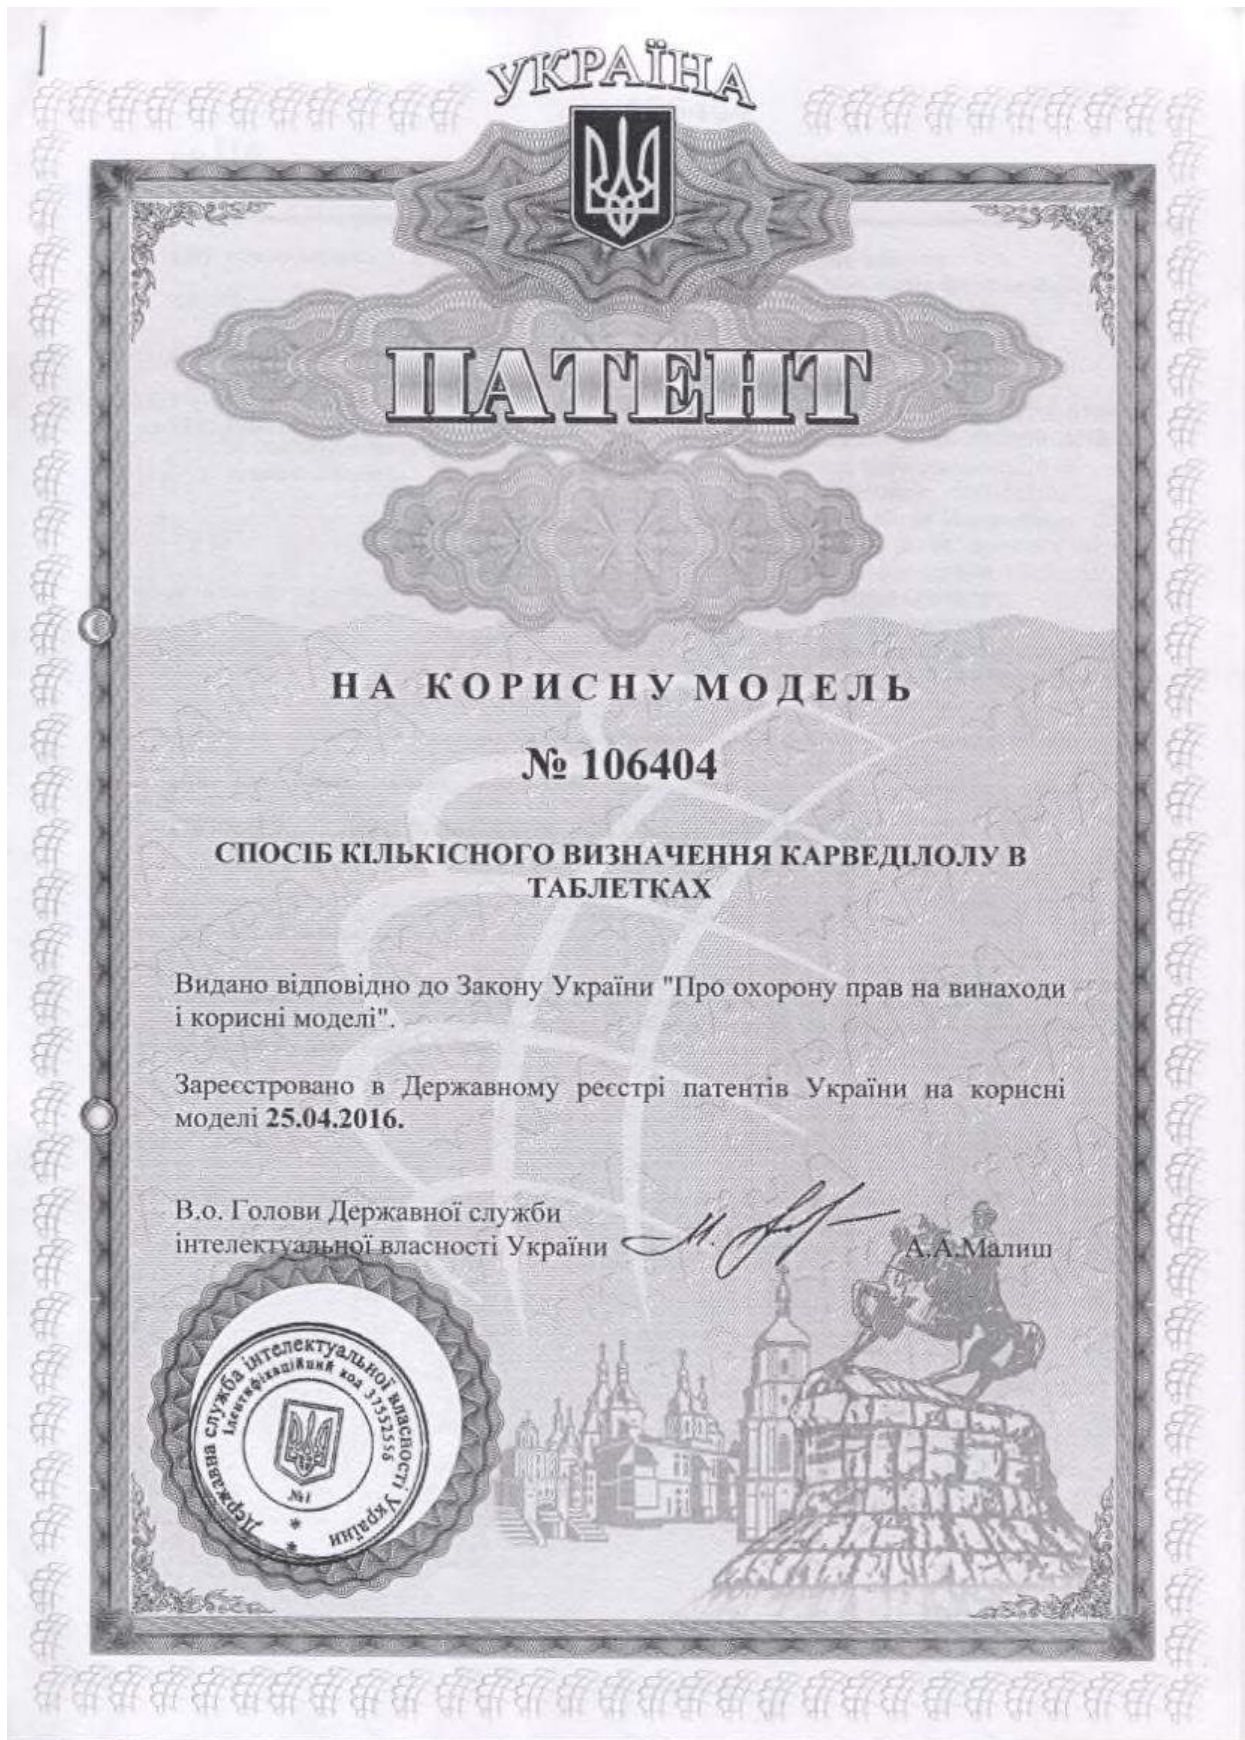 УКРАЇНА
ПАТЕНТ
НА КОРИСНУ МОДЕЛЬ
№ 106404
СПОСІБ КІЛЬКІСНОГО ВИЗНАЧЕННЯ КАРВЕДІЛОЛУ В
ТАБЛЕТКАХ
Видано відповідно до Закону України "Про охорону прав на винаходи
і корисні моделі".
Зареєстровано в Державному реєстрі патентів України на корисні
моделі 25.04.2016.
В.о. Голови Державної служби
інтелектуальної власності України
А.А.Малиш
Державна служба інтелектуальної власності України
Ідентифікаційний код 37552556
№1